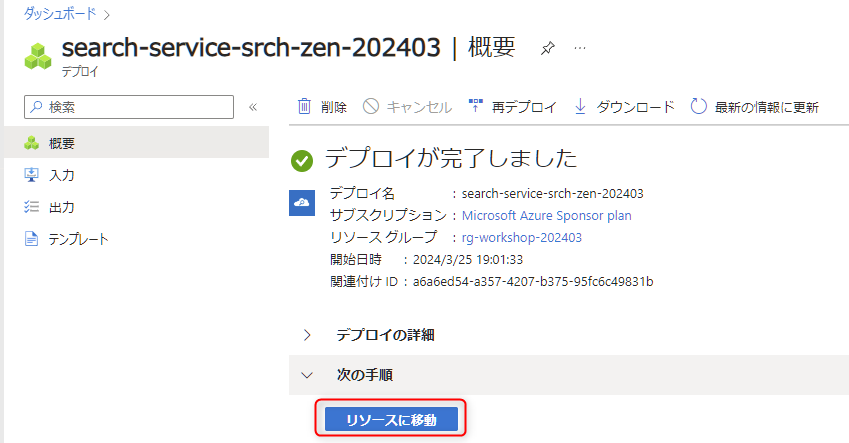 ダッシュボード
search-service-srch-zen-202403 | 概要
デプロイ
検索
削除 キャンセル 再デプロイ ダウンロード 最新の情報に更新
概要
入力
出力
テンプレート
デプロイが完了しました
デプロイ名 : search-service-srch-zen-202403
サブスクリプション : Microsoft Azure Sponsor plan
リソース グループ : rg-workshop-202403
開始日時 : 2024/3/25 19:01:33
関連付け ID : a6a6ed54-a357-4207-b375-95fc6c49831b
デプロイの詳細
次の手順
リソースに移動